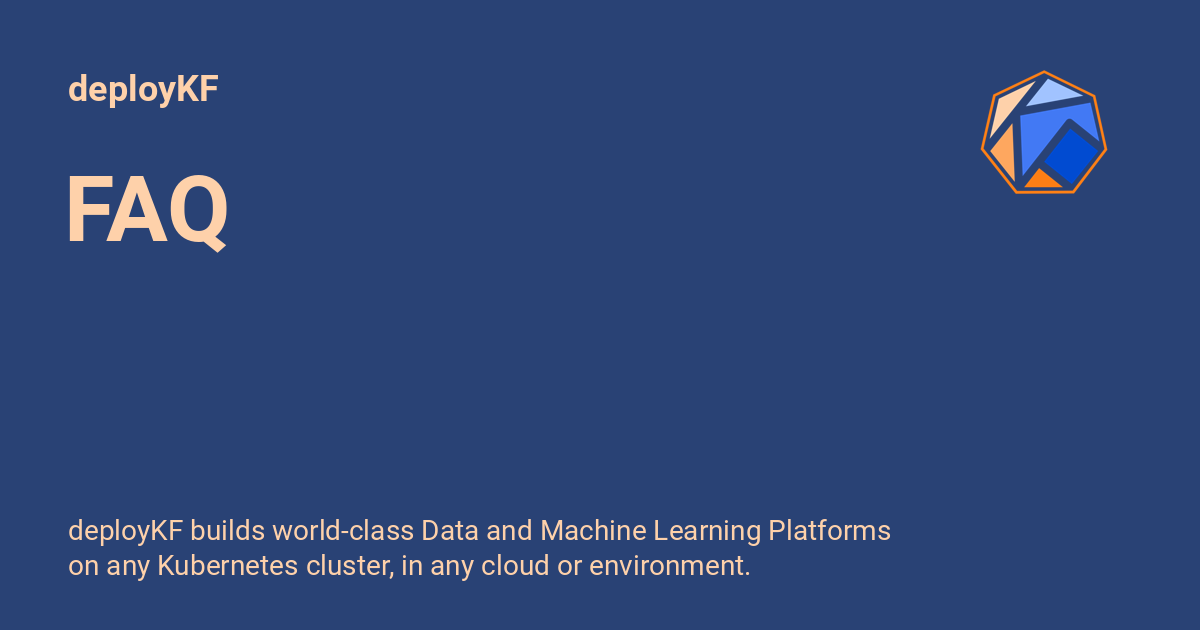 deployKF
FAQ
deployKF builds world-class Data and Machine Learning Platforms
on any Kubernetes cluster, in any cloud or environment.